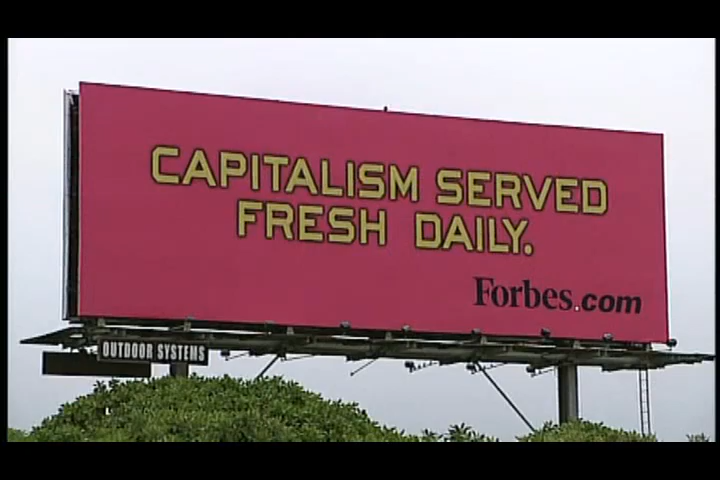 CAPITALISM SERVED
FRESH DAILY.
Forbes.com
OUTDOOR SYSTEMS